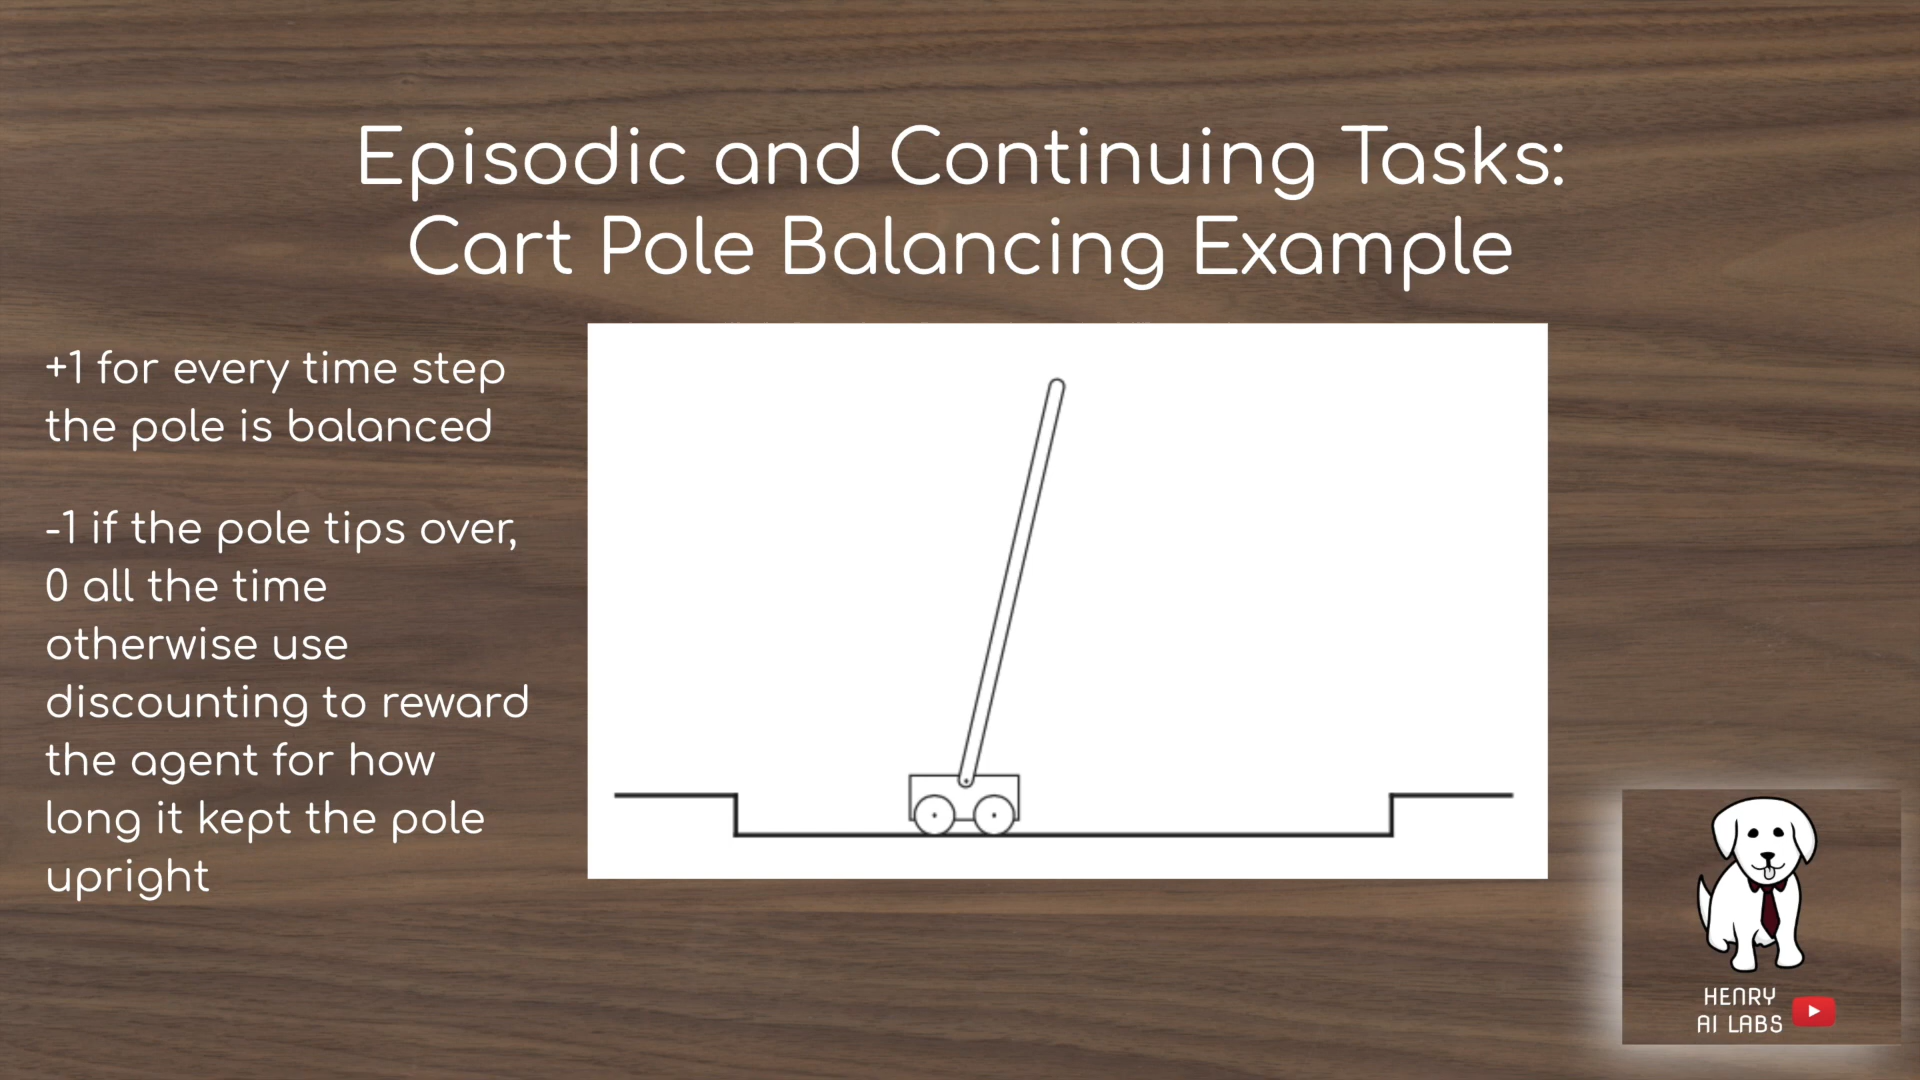 Episodic and Continuing Tasks:
Cart Pole Balancing Example
+1 for every time step
the pole is balanced
-1 if the pole tips over,
0 all the time
otherwise use
discounting to reward
the agent for how
long it kept the pole
upright
HENRY
AI LABS